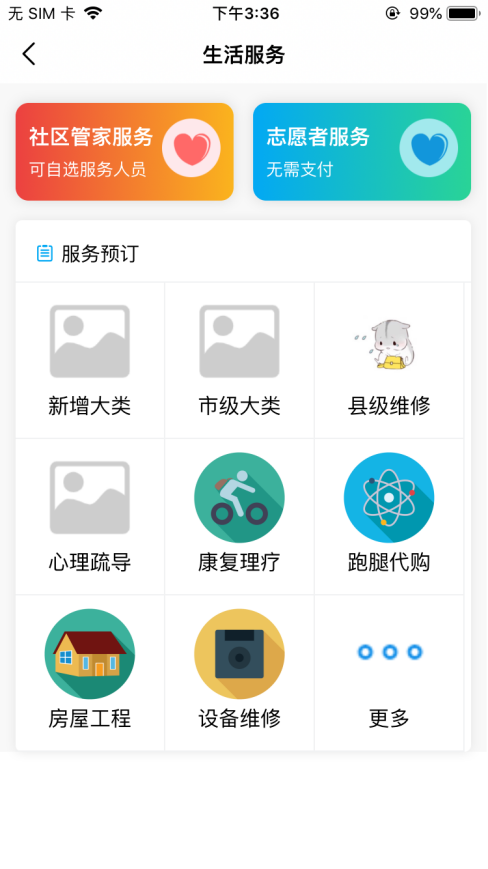 无 SIM 卡 下午3:36 99%
生活服务
社区管家服务
可自选服务人员
志愿者服务
无需支付
服务预订
新增大类 市级大类 县级维修
心理疏导 康复理疗 跑腿代购
房屋工程 设备维修 更多